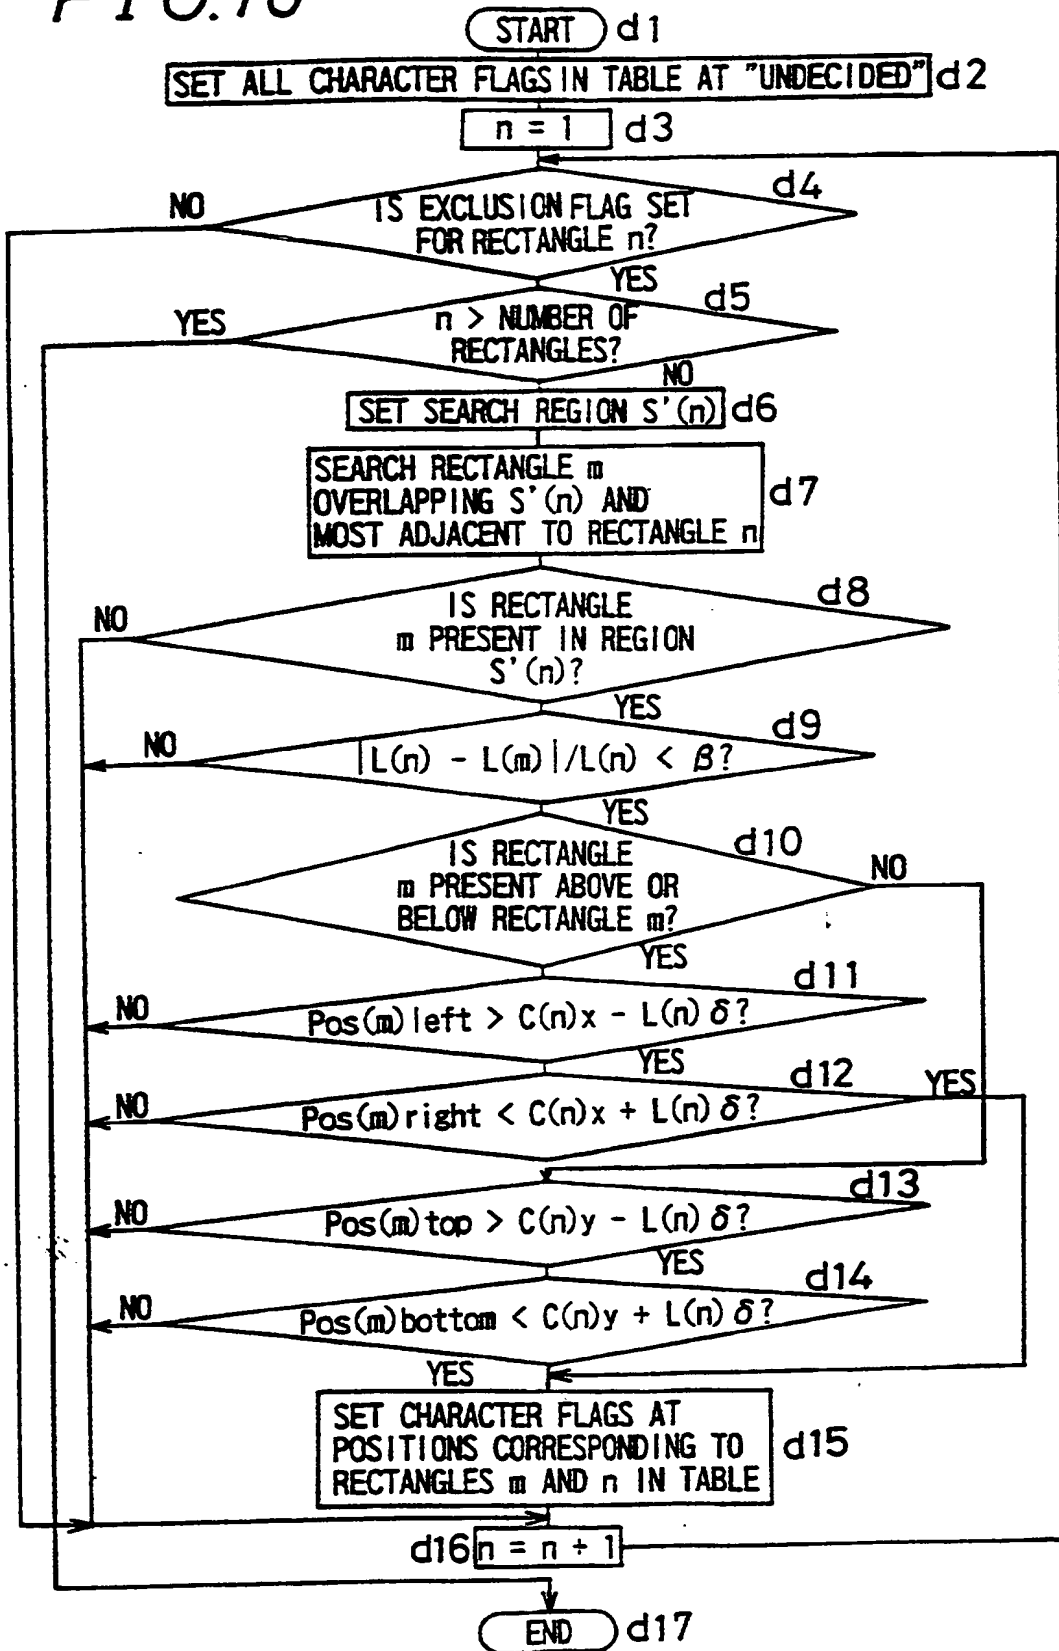 START d1
SET ALL CHARACTER FLAGS IN TABLE AT "UNDECIDED" d2
n = 1 d3
d4
NO
IS EXCLUSION FLAG SET
FOR RECTANGLE n?
YES
d5
YES
n > NUMBER OF
RECTANGLES?
NO
SET SEARCH REGION S'(n) d6
SEARCH RECTANGLE m
OVERLAPPING S'(n) AND
MOST ADJACENT TO RECTANGLE n
d7
d8
NO
IS RECTANGLE
m PRESENT IN REGION
S'(n)?
YES
d9
NO
|L(n) - L(m)|/L(n) < β?
YES
d10
IS RECTANGLE
m PRESENT ABOVE OR
BELOW RECTANGLE m?
NO
YES
d11
NO
Pos(m)left > C(n)x - L(n)δ?
YES
d12
YES
NO
Pos(m)right < C(n)x + L(n)δ?
d13
NO
Pos(m)top > C(n)y - L(n)δ?
YES
d14
NO
Pos(m)bottom < C(n)y + L(n)δ?
YES
SET CHARACTER FLAGS AT
POSITIONS CORRESPONDING TO
RECTANGLES m AND n IN TABLE
d15
d16 n = n + 1
END d17